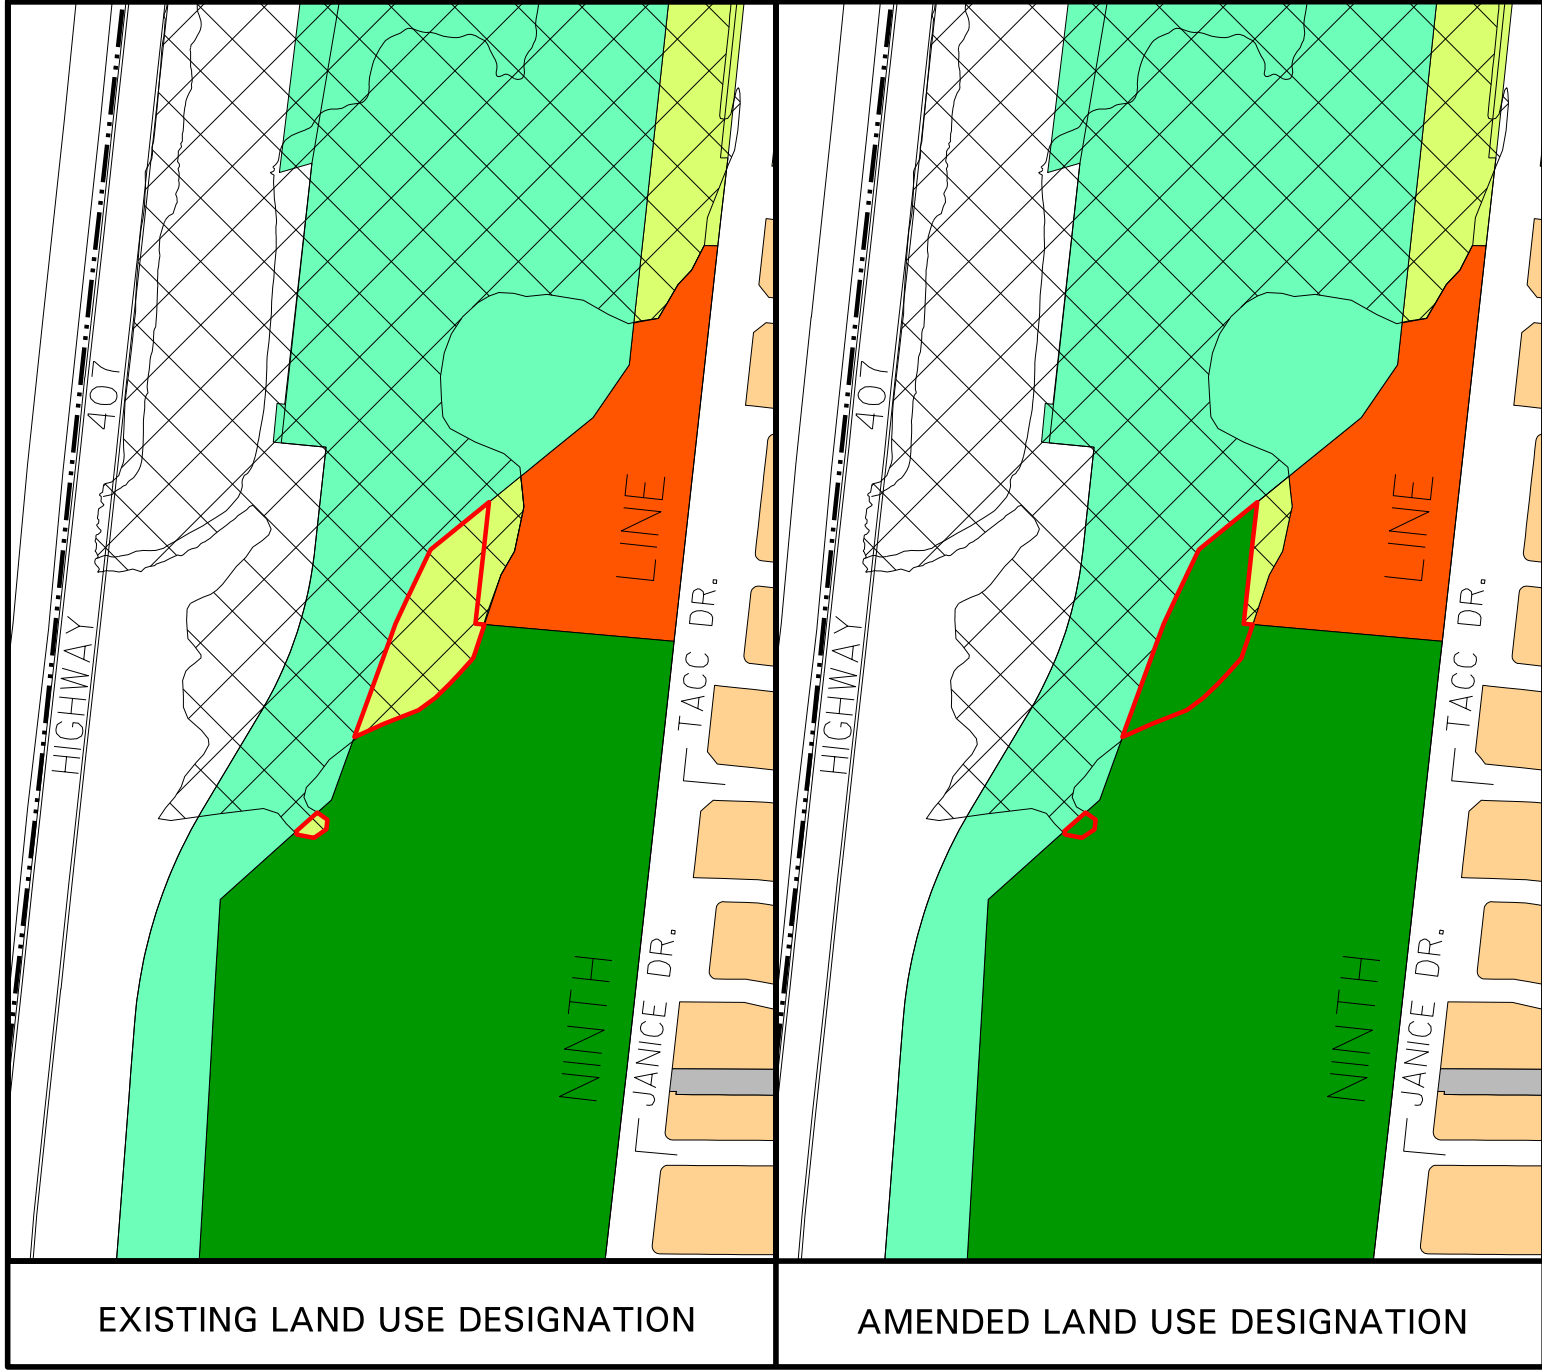 407
HIGHWAY
LINE
TACC DR.
NINTH
JANICE DR.
EXISTING LAND USE DESIGNATION
407
HIGHWAY
LINE
TACC DR.
NINTH
JANICE DR.
AMENDED LAND USE DESIGNATION